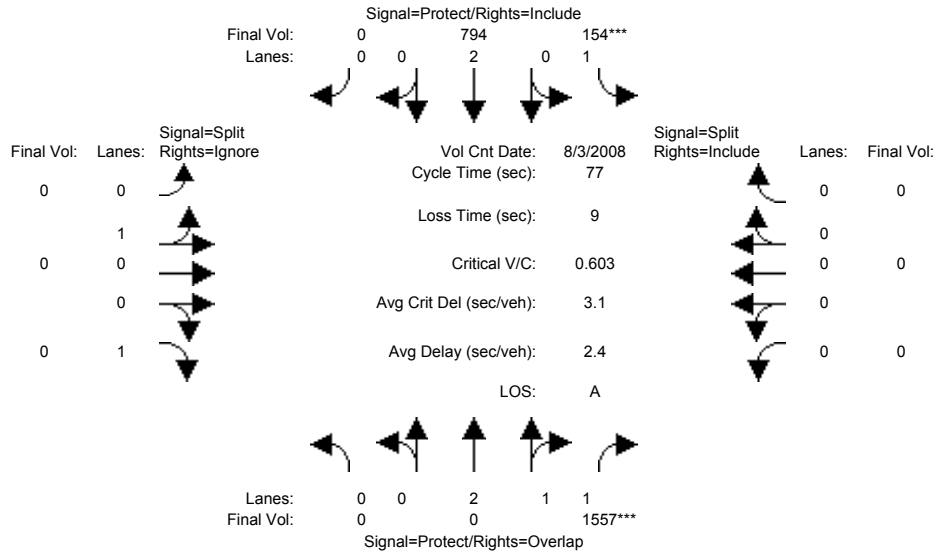 Signal=Protect/Rights=Include
Final Vol: 0 794 154***
Lanes: 0 0 2 0 1
Signal=Split Signal=Split
Final Vol: Lanes: Rights=Ignore Vol Cnt Date: 8/3/2008 Rights=Include Lanes: Final Vol:
Cycle Time (sec): 77
0 0 0 0
Loss Time (sec): 9
1 0
0 0 Critical V/C: 0.603 0 0
0 Avg Crit Del (sec/veh): 3.1 0
0 1 Avg Delay (sec/veh): 2.4 0 0
LOS: A
Lanes: 0 0 2 1 1
Final Vol: 0 0 1557***
Signal=Protect/Rights=Overlap